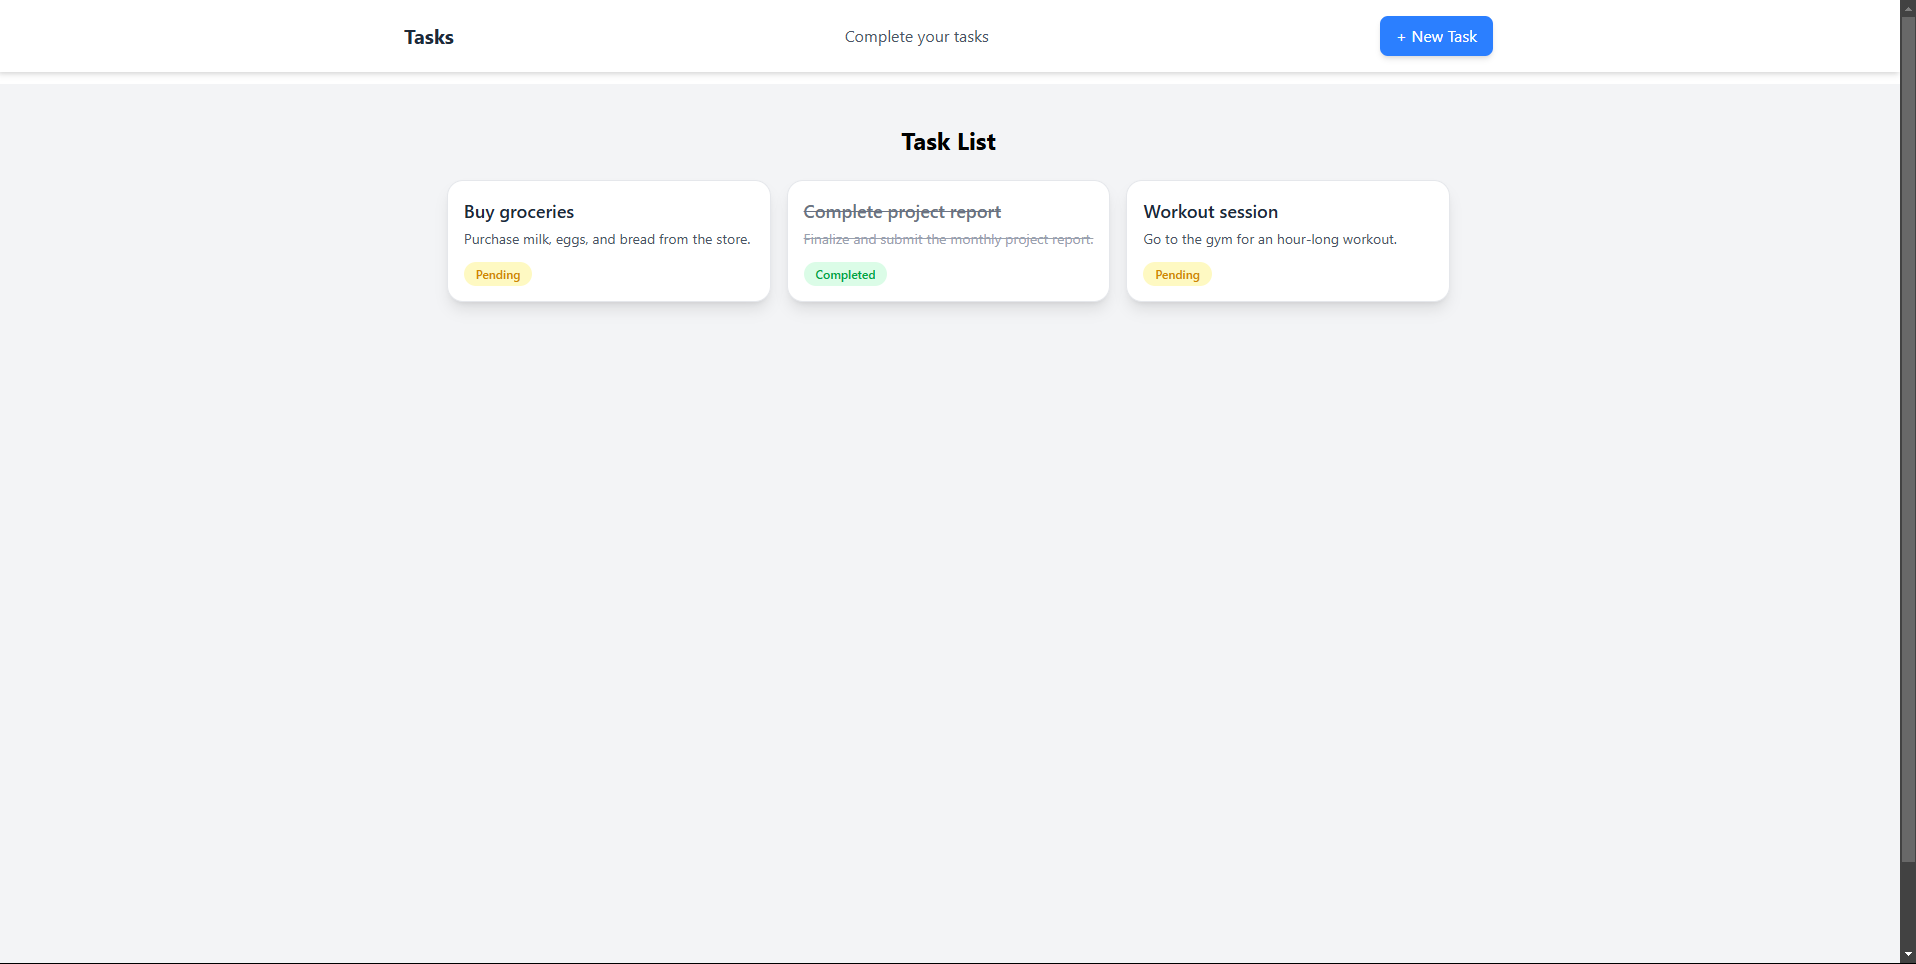 Tasks
Complete your tasks
+ New Task
Task List
Buy groceries
Purchase milk, eggs, and bread from the store.
Pending
Complete project report
Finalize and submit the monthly project report.
Completed
Workout session
Go to the gym for an hour-long workout.
Pending